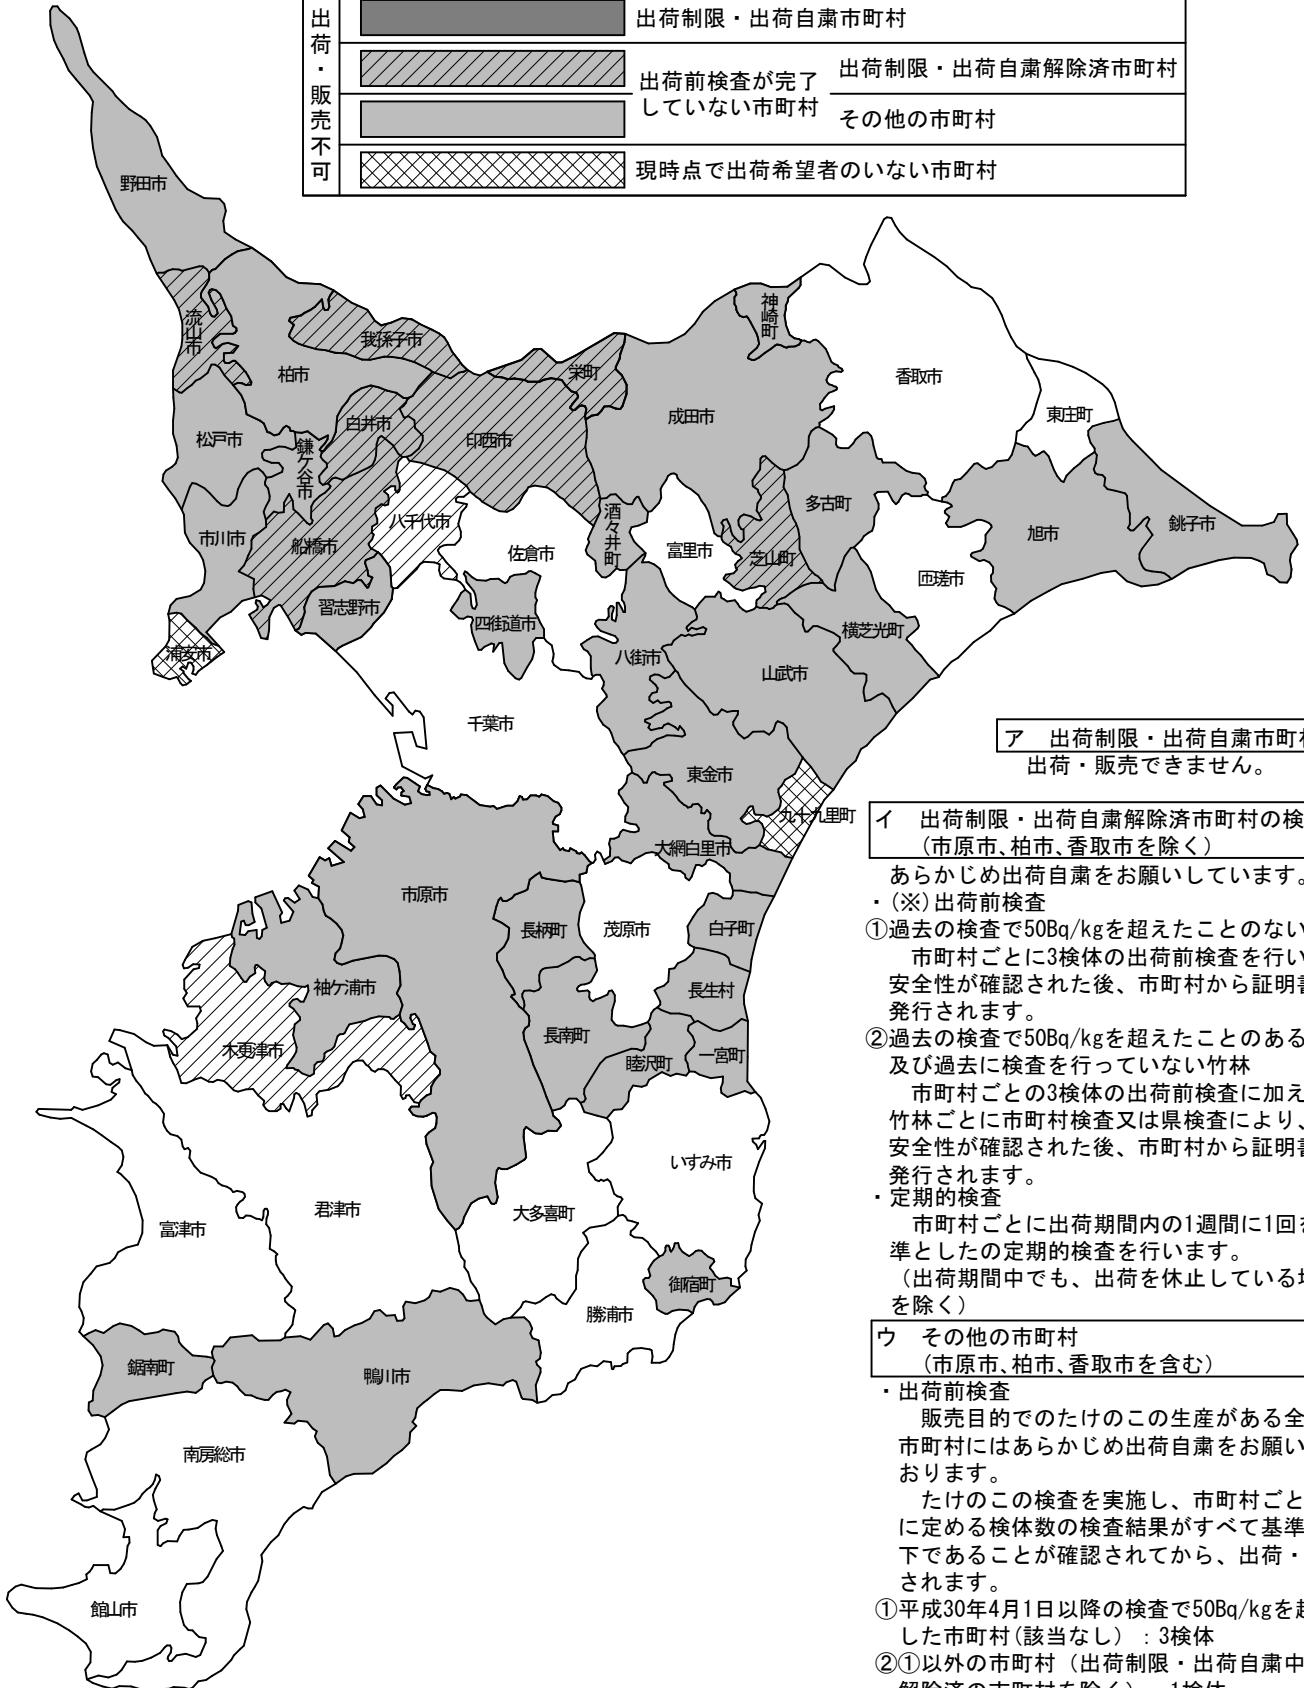 出荷・販売不可
出荷制限・出荷自粛市町村
出荷前検査が完了
していない市町村
出荷制限・出荷自粛解除済市町村
その他の市町村
現時点で出荷希望者のいない市町村
野田市
流山市
我孫子市
柏市
栄町
神崎町
成田市
香取市
東庄町
松戸市
鎌ケ谷市
白井市
印西市
市川市
船橋市
八千代市
佐倉市
酒々井町
富里市
芝山町
多古町
匝瑳市
旭市
銚子市
習志野市
四街道市
浦安市
八街市
山武市
横芝光町
千葉市
東金市
九十九里町
大網白里市
市原市
長柄町
茂原市
白子町
袖ケ浦市
長生村
木更津市
長南町
睦沢町
一宮町
いすみ市
富津市
君津市
大多喜町
御宿町
勝浦市
鋸南町
鴨川市
南房総市
館山市
ア　出荷制限・出荷自粛市町村
出荷・販売できません。
イ　出荷制限・出荷自粛解除済市町村の検
(市原市、柏市、香取市を除く)
あらかじめ出荷自粛をお願いしています。
・(※)出荷前検査
①過去の検査で50Bq/kgを超えたことのない
市町村ごとに3検体の出荷前検査を行い
安全性が確認された後、市町村から証明書
発行されます。
②過去の検査で50Bq/kgを超えたことのある
及び過去に検査を行っていない竹林
市町村ごとの3検体の出荷前検査に加え
竹林ごとに市町村検査又は県検査により、
安全性が確認された後、市町村から証明書
発行されます。
・定期的検査
市町村ごとに出荷期間内の1週間に1回を
準としたの定期的検査を行います。
（出荷期間中でも、出荷を休止している場
を除く）
ウ　その他の市町村
(市原市、柏市、香取市を含む)
・出荷前検査
販売目的でのたけのこの生産がある全
市町村にはあらかじめ出荷自粛をお願い
おります。
たけのこの検査を実施し、市町村ごと
に定める検体数の検査結果がすべて基準
下であることが確認されてから、出荷・
されます。
①平成30年4月1日以降の検査で50Bq/kgを超
した市町村(該当なし）：3検体
②①以外の市町村（出荷制限・出荷自粛中
解除済の市町村を除く）：1検体